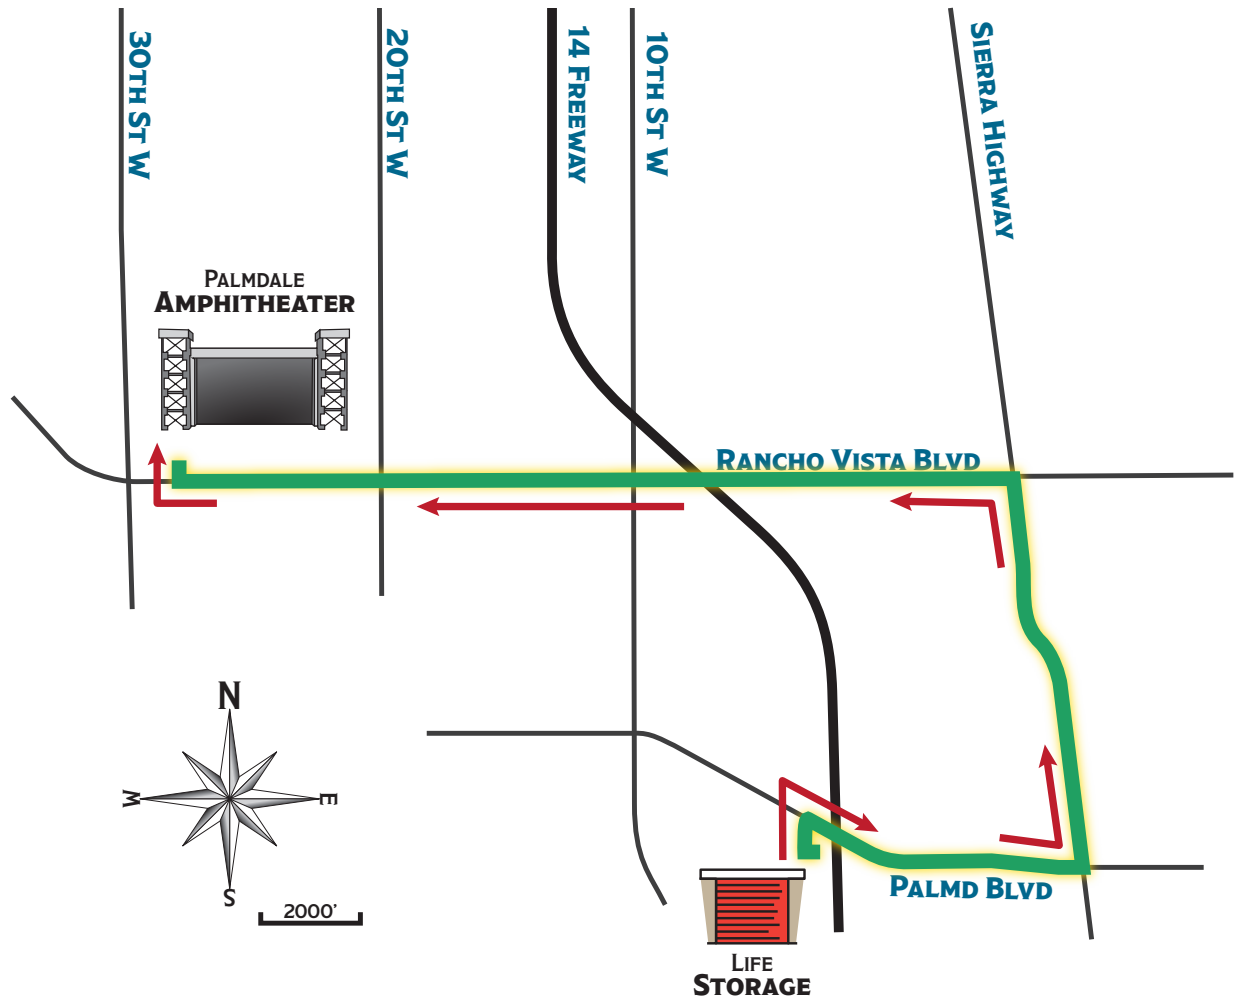 30TH ST W
20TH ST W
14 FREEWAY
10TH ST W
SIERRA HIGHWAY
PALMDALE
AMPHITHEATER
RANCHO VISTA BLVD
N
W
E
S
2000'
PALMD BLVD
LIFE
STORAGE